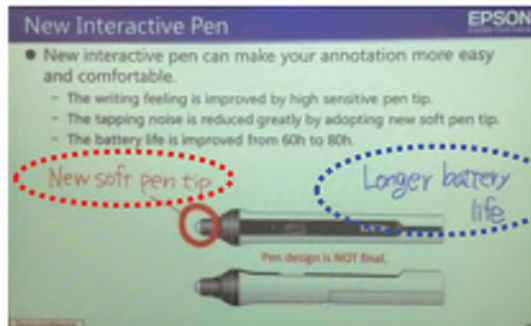 New Interactive Pen
EPSON
● New interactive pen can make your annotation more easy
and comfortable.
– The writing feeling is improved by high sensitive pen tip.
– The tapping noise is reduced greatly by adopting new soft pen tip.
– The battery life is improved from 60h to 80h.
New soft pen tip
Longer battery
life
Pen design is NOT final.